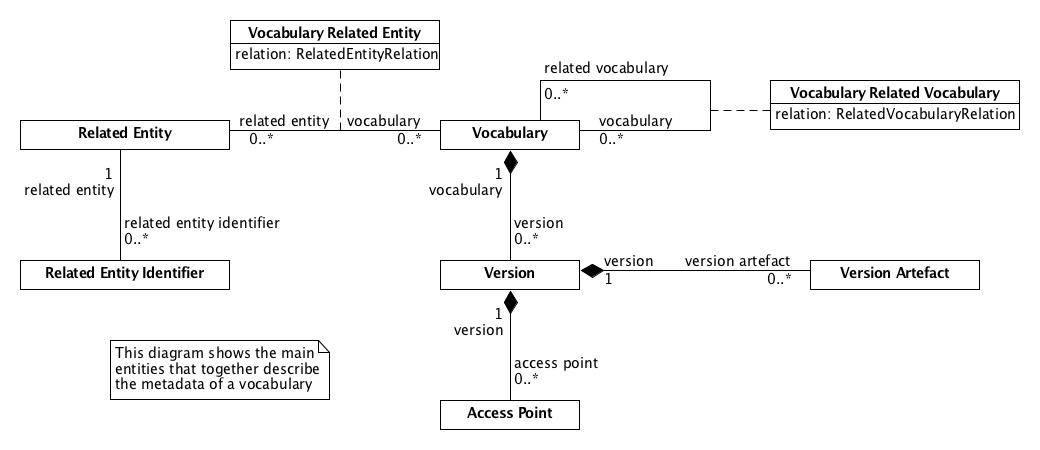 Vocabulary Related Entity
relation: RelatedEntityRelation
related vocabulary
0..*
Vocabulary Related Vocabulary
relation: RelatedVocabularyRelation
related entity
vocabulary
vocabulary
Related Entity
Vocabulary
0..*
0..*
0..*
1
related entity
1
vocabulary
related entity identifier
0..*
version
0..*
Related Entity Identifier
Version
version
1
version artefact
0..*
Version Artefact
1
version
This diagram shows the main
entities that together describe
the metadata of a vocabulary
access point
0..*
Access Point